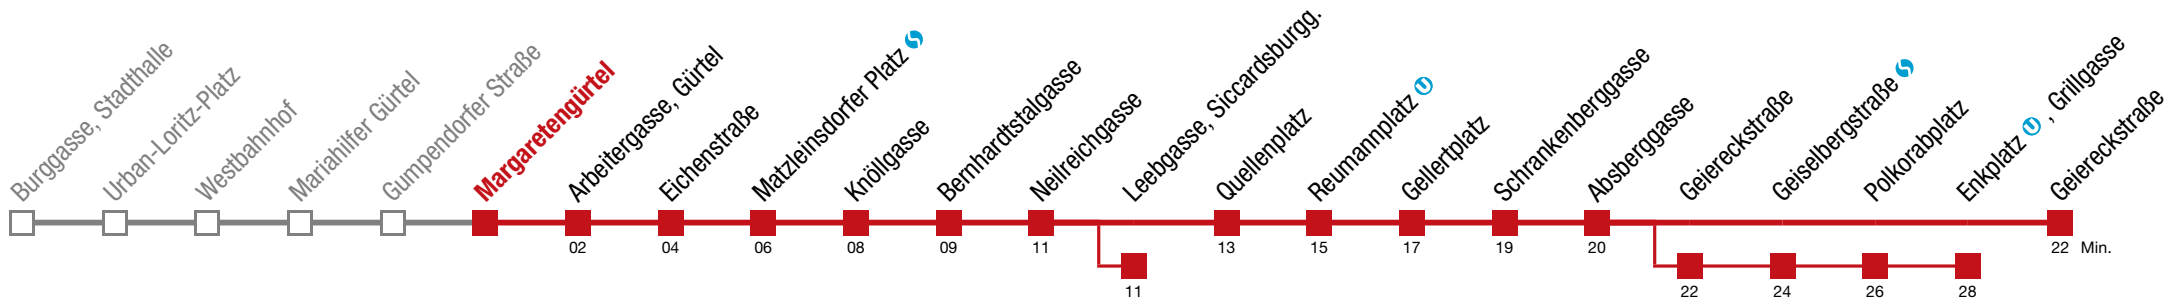 Burggasse, Stadthalle
Urban-Loritz-Platz
Westbahnhof
Mariahilfer Gürtel
Gumpendorfer Straße
Margaretengürtel
Arbeitergasse, Gürtel
Eichenstraße
Matzleinsdorfer Platz S
Knöllgasse
Bernhardtstalgasse
Neilreichgasse
Leebgasse, Siccardsburgg.
Quellenplatz
Reumannplatz U
Gellertplatz
Schrankenberggasse
Absberggasse
Geiereckstraße
Geiselbergstraße S
Polkorabplatz
Enkplatz U , Grillgasse
Geiereckstraße
02 04 06 08 09 11 13 15 17 19 20 22 Min.
11 22 24 26 28